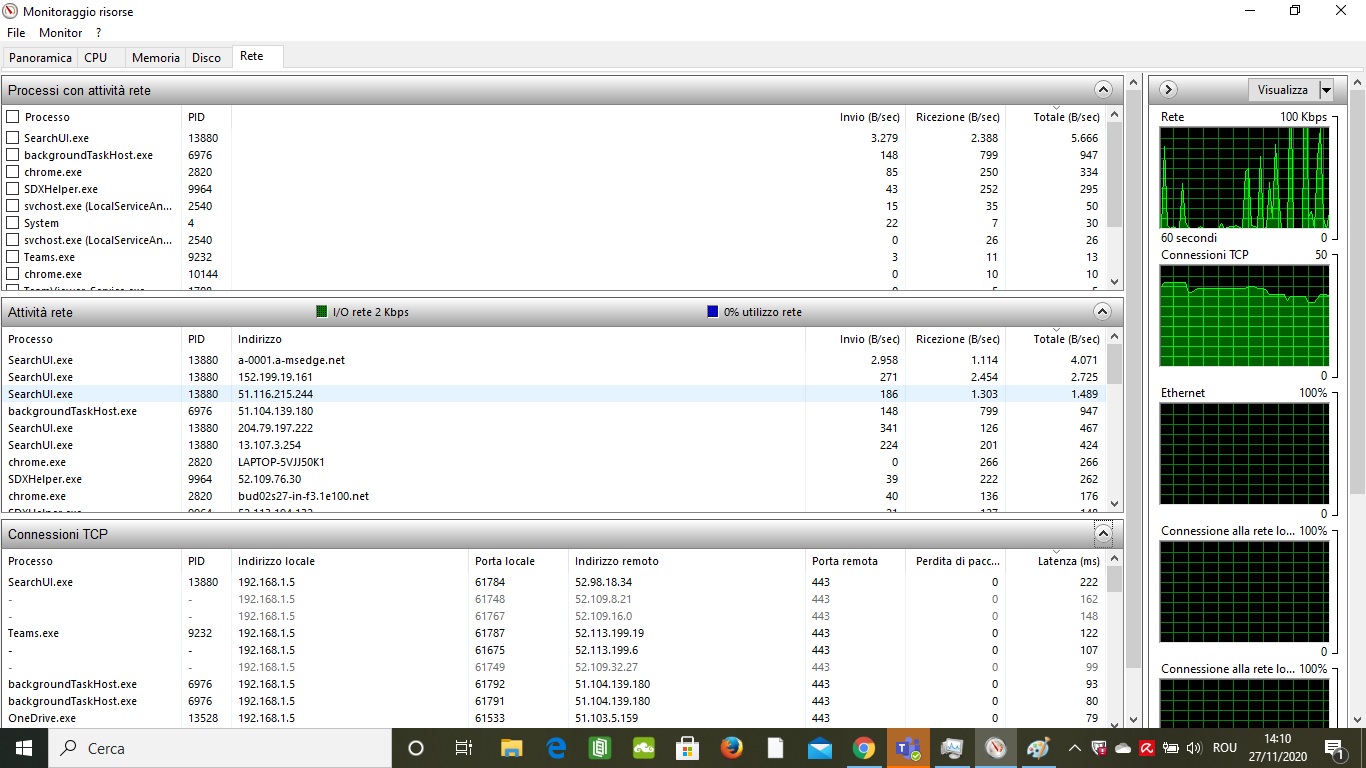 Monitoraggio risorse
File Monitor ?
Panoramica CPU Memoria Disco Rete
Processi con attività rete
Processo PID Invio (B/sec) Ricezione (B/sec) Totale (B/sec)
SearchUI.exe 13880 3.279 2.388 5.666
backgroundTaskHost.exe 6976 148 799 947
chrome.exe 2820 85 250 334
SDXHelper.exe 9964 43 252 295
svchost.exe (LocalServiceAn... 2540 15 35 50
System 4 22 7 30
svchost.exe (LocalServiceAn... 2540 0 26 26
Teams.exe 9232 3 11 13
chrome.exe 10144 0 10 10
Attività rete I/O rete 2 Kbps 0% utilizzo rete
Processo PID Indirizzo Invio (B/sec) Ricezione (B/sec) Totale (B/sec)
SearchUI.exe 13880 a-0001.a-msedge.net 2.958 1.114 4.071
SearchUI.exe 13880 152.199.19.161 271 2.454 2.725
SearchUI.exe 13880 51.116.215.244 186 1.303 1.489
backgroundTaskHost.exe 6976 51.104.139.180 148 799 947
SearchUI.exe 13880 204.79.197.222 341 126 467
SearchUI.exe 13880 13.107.3.254 224 201 424
chrome.exe 2820 LAPTOP-5VJJ50K1 0 266 266
SDXHelper.exe 9964 52.109.76.30 39 222 262
chrome.exe 2820 bud02s27-in-f3.1e100.net 40 136 176
Connessioni TCP
Processo PID Indirizzo locale Porta locale Indirizzo remoto Porta remota Perdita di pacc... Latenza (ms)
SearchUI.exe 13880 192.168.1.5 61784 52.98.18.34 443 0 222
- - 192.168.1.5 61748 52.109.8.21 443 0 162
- - 192.168.1.5 61767 52.109.16.0 443 0 148
Teams.exe 9232 192.168.1.5 61787 52.113.199.19 443 0 122
- - 192.168.1.5 61675 52.113.199.6 443 0 107
- - 192.168.1.5 61749 52.109.32.27 443 0 99
backgroundTaskHost.exe 6976 192.168.1.5 61792 51.104.139.180 443 0 93
backgroundTaskHost.exe 6976 192.168.1.5 61791 51.104.139.180 443 0 80
OneDrive.exe 13528 192.168.1.5 61533 51.103.5.159 443 0 79
Visualizza
Rete 100 Kbps
60 secondi 0
Connessioni TCP 50
0
Ethernet 100%
0
Connessione alla rete lo... 100%
0
Connessione alla rete lo... 100%
Cerca
ROU
14:10
27/11/2020
1